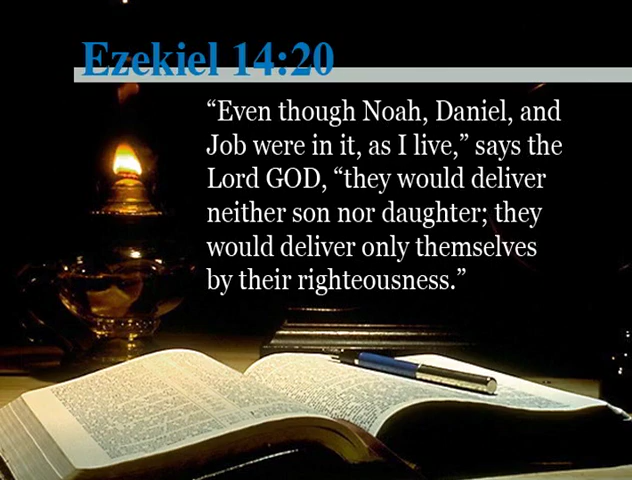 Ezekiel 14:20
“Even though Noah, Daniel, and
Job were in it, as I live,” says the
Lord GOD, “they would deliver
neither son nor daughter; they
would deliver only themselves
by their righteousness.”